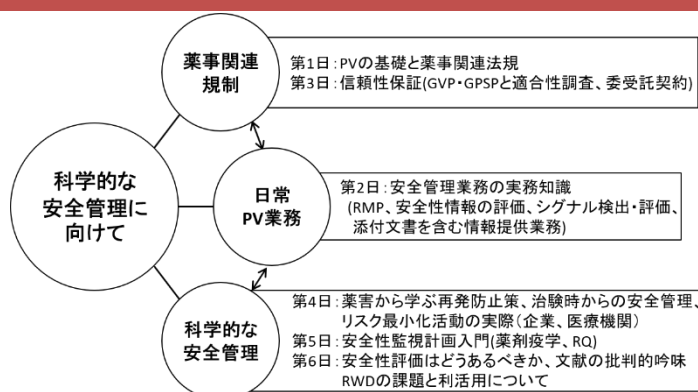 薬事関連
規制
第1日:PVの基礎と薬事関連法規
第3日:信頼性保証(GVP・GPSPと適合性調査、委受託契約)
科学的な
安全管理に
向けて
日常
PV業務
第2日:安全管理業務の実務知識
(RMP、安全性情報の評価、シグナル検出・評価、
添付文書を含む情報提供業務)
科学的な
安全管理
第4日:薬害から学ぶ再発防止策、治験時からの安全管理、
リスク最小化活動の実際(企業、医療機関)
第5日:安全性監視計画入門(薬剤疫学、RQ)
第6日:安全性評価はどうあるべきか、文献の批判的吟味
RWDの課題と利活用について